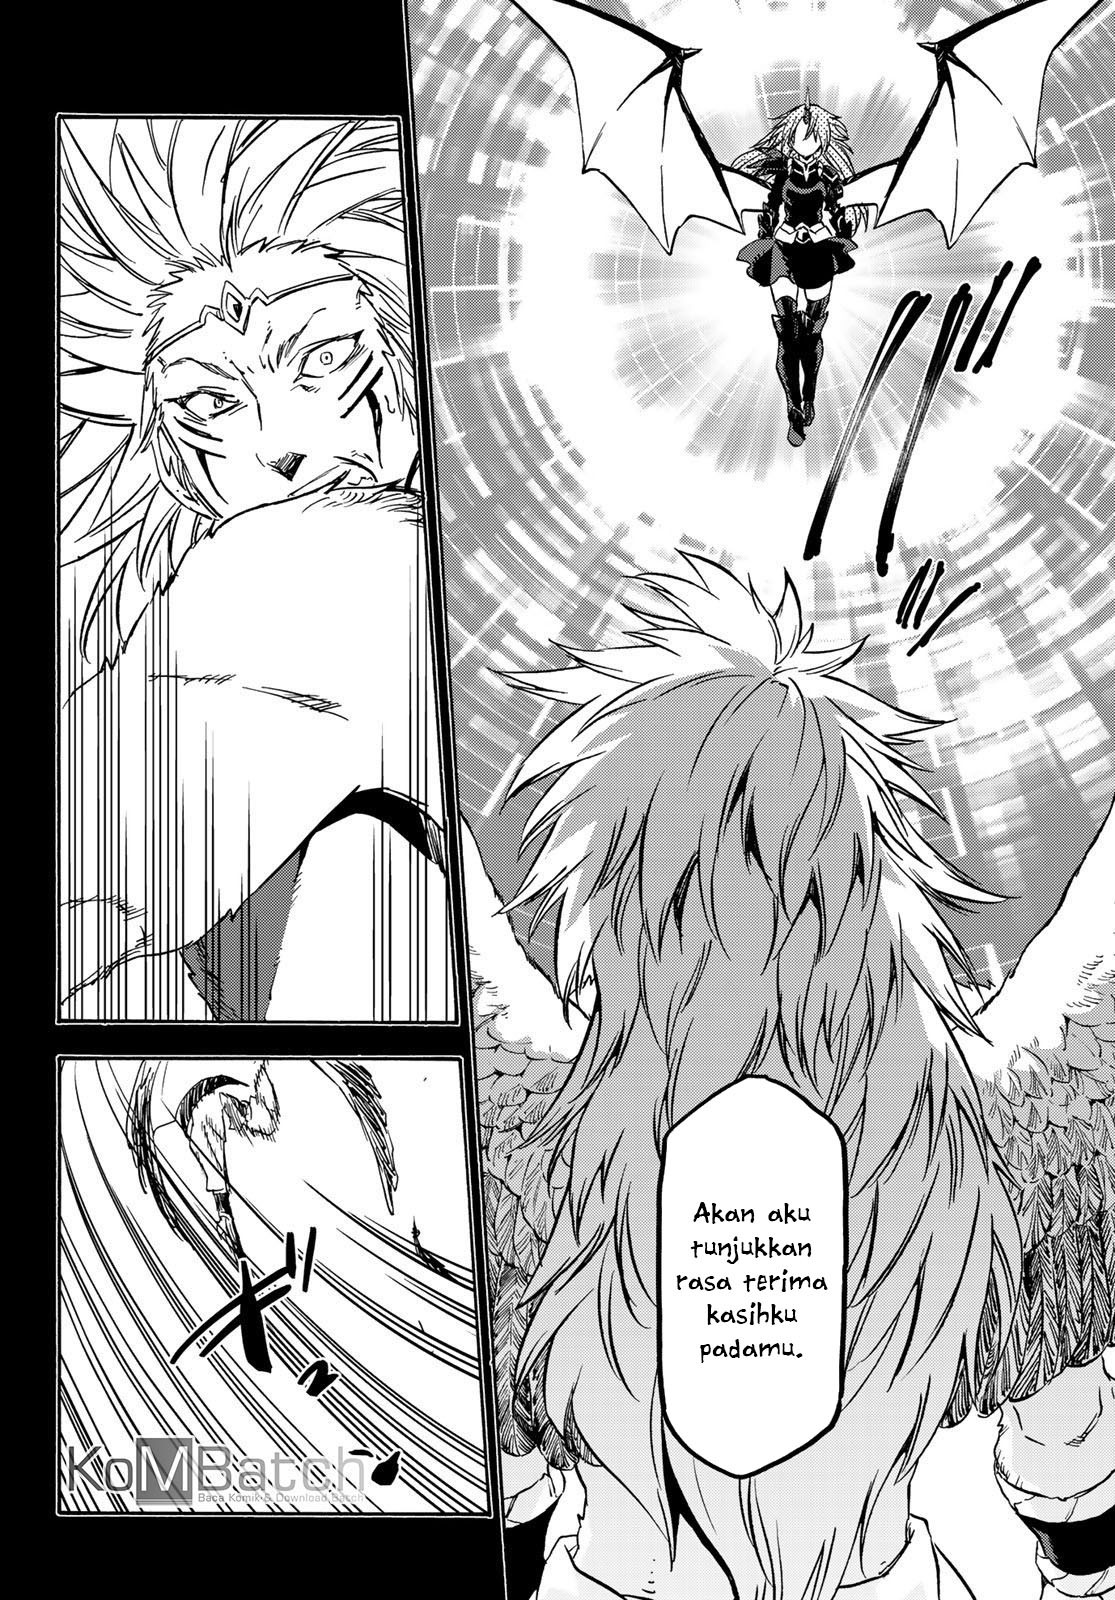 Akan aku
tunjukkan
rasa terima
kasihku
padamu.
KoMBatch
Baca Komik & Download Batch